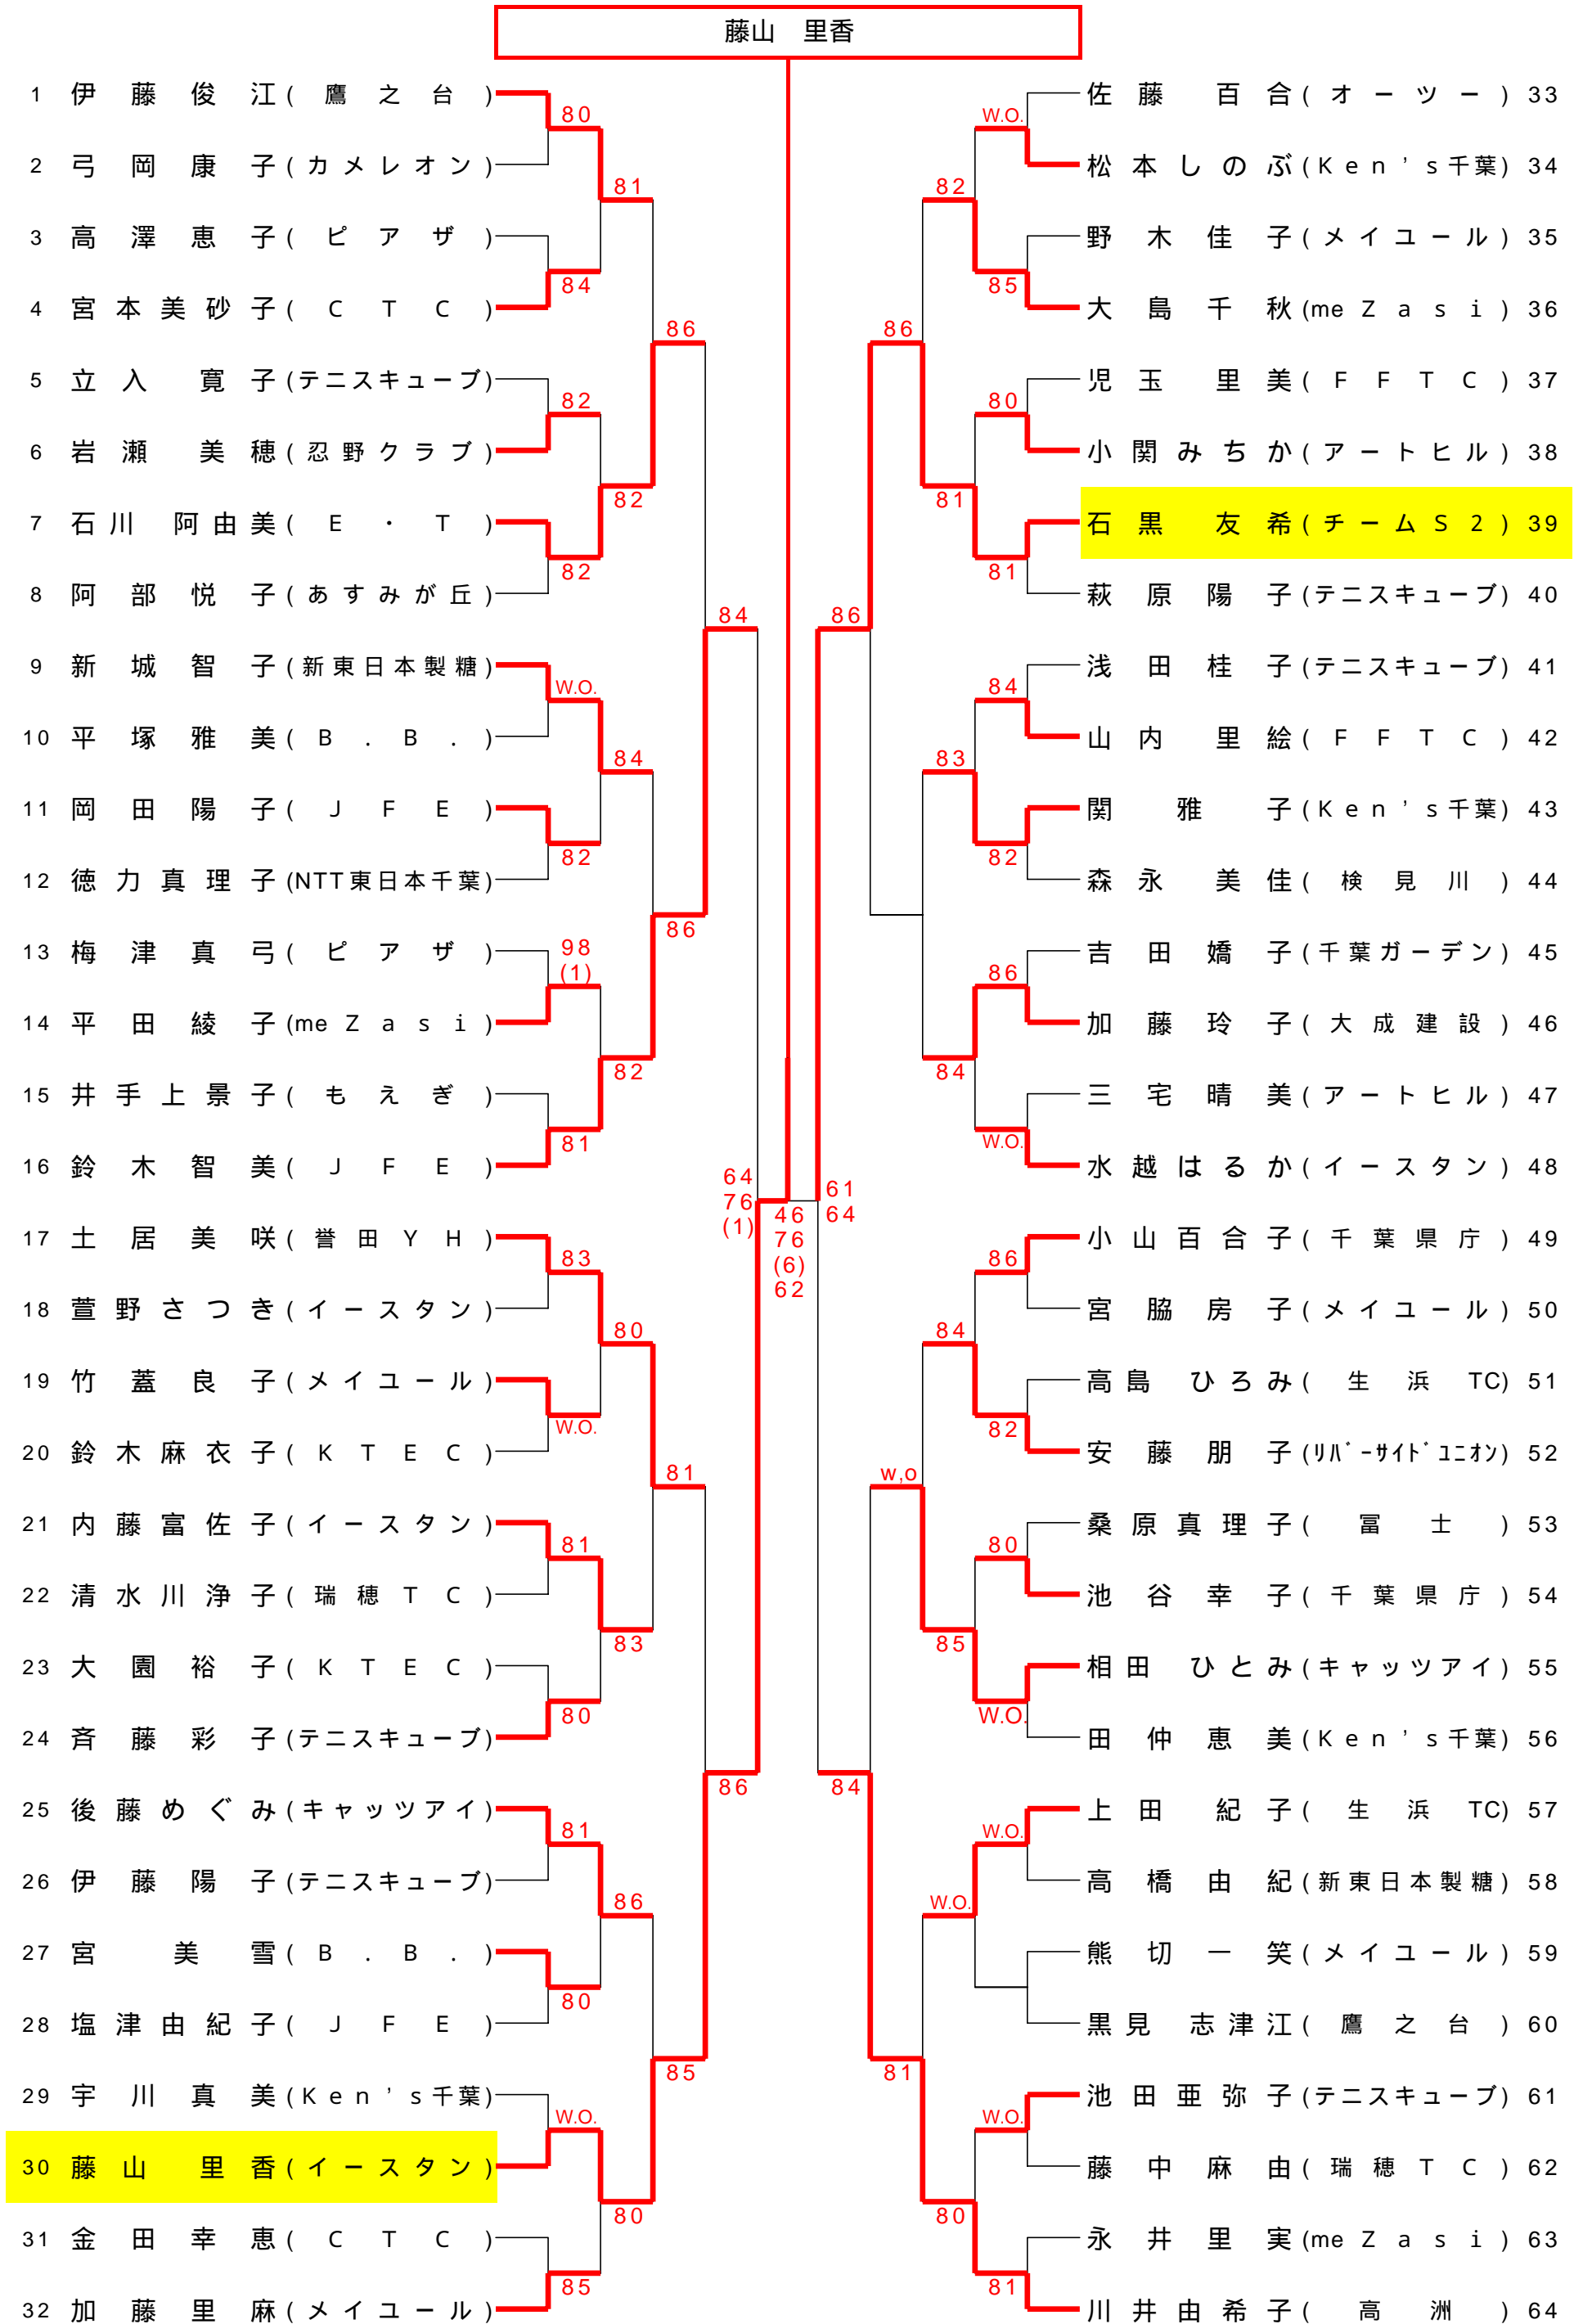 藤山　里香
1 伊藤俊江(鷹之台)
80
2 弓岡康子(カメレオン)
81
3 高澤恵子(ピアザ)
84
4 宮本美砂子(CTC)
86
5 立入寛子(テニスキューブ)
82
6 岩瀬美穂(忍野クラブ)
82
7 石川阿由美(E・T)
82
8 阿部悦子(あすみが丘)
84
9 新城智子(新東日本製糖)
W.O.
10 平塚雅美(B.B.)
84
11 岡田陽子(JFE)
82
12 徳力真理子(NTT東日本千葉)
86
13 梅津真弓(ピアザ)
98
(1)
14 平田綾子(me Zasi)
82
15 井手上景子(もえぎ)
81
16 鈴木智美(JFE)
64
76
(1)
17 土居美咲(誉田YH)
83
18 萱野さつき(イースタン)
80
19 竹蓋良子(メイユール)
W.O.
20 鈴木麻衣子(KTEC)
81
21 内藤富佐子(イースタン)
81
22 清水川浄子(瑞穂TC)
83
23 大園裕子(KTEC)
80
24 斉藤彩子(テニスキューブ)
86
25 後藤めぐみ(キャッツアイ)
81
26 伊藤陽子(テニスキューブ)
86
27 宮美雪(B.B.)
80
28 塩津由紀子(JFE)
85
29 宇川真美(Ken's千葉)
W.O.
30 藤山里香(イースタン)
80
31 金田幸恵(CTC)
85
32 加藤里麻(メイユール)
46
76
(6)
62
佐藤百合(オーツー) 33
W.O.
松本しのぶ(Ken's千葉) 34
82
野木佳子(メイユール) 35
85
大島千秋(me Zasi) 36
86
児玉里美(FFTC) 37
80
小関みちか(アートヒル) 38
81
石黒友希(チームS2) 39
81
萩原陽子(テニスキューブ) 40
86
浅田桂子(テニスキューブ) 41
84
山内里絵(FFTC) 42
83
関雅子(Ken's千葉) 43
82
森永美佳(検見川) 44
吉田嬌子(千葉ガーデン) 45
86
加藤玲子(大成建設) 46
84
三宅晴美(アートヒル) 47
W.O.
水越はるか(イースタン) 48
61
64
小山百合子(千葉県庁) 49
86
宮脇房子(メイユール) 50
84
高島ひろみ(生浜TC) 51
82
安藤朋子(ﾘﾊﾞｰｻｲﾄﾞﾕﾆｵﾝ) 52
w,o
桑原真理子(冨士) 53
80
池谷幸子(千葉県庁) 54
85
相田ひとみ(キャッツアイ) 55
W.O.
田仲恵美(Ken's千葉) 56
84
上田紀子(生浜TC) 57
W.O.
高橋由紀(新東日本製糖) 58
W.O.
熊切一笑(メイユール) 59
黒見志津江(鷹之台) 60
81
池田亜弥子(テニスキューブ) 61
W.O.
藤中麻由(瑞穂TC) 62
80
永井里実(me Zasi) 63
81
川井由希子(高洲) 64